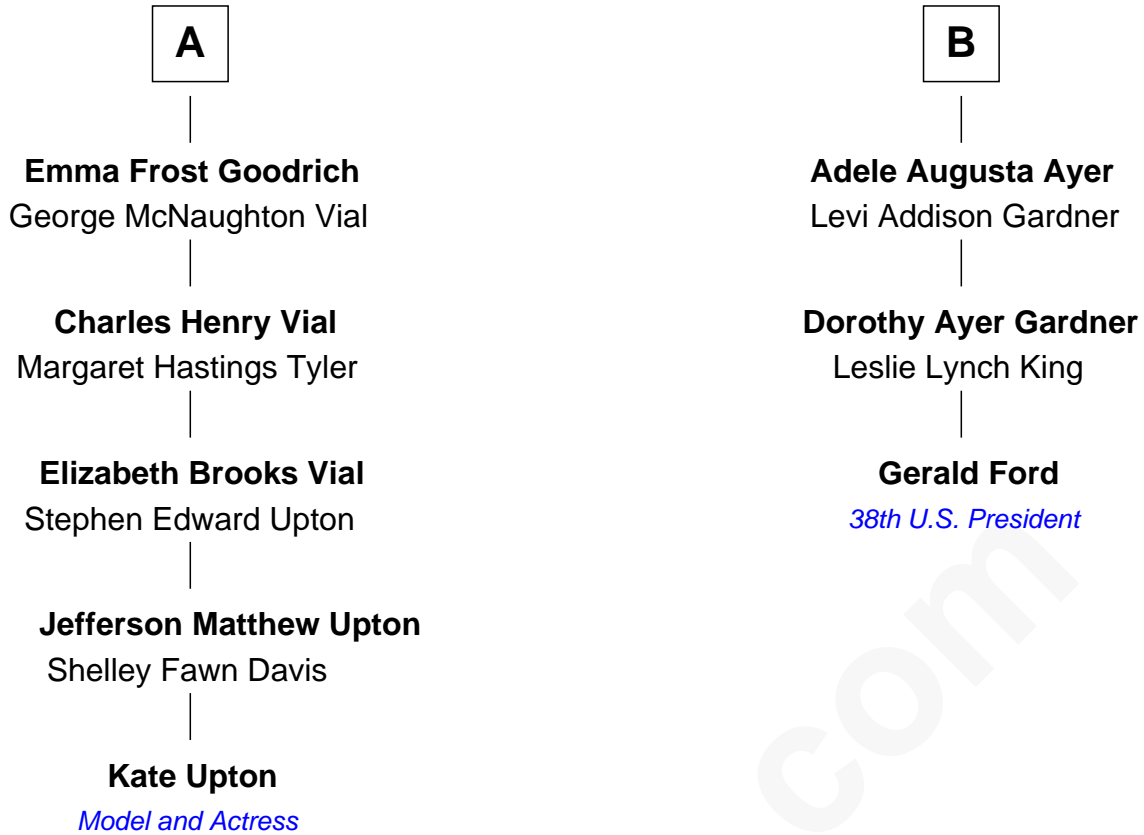 A
Emma Frost Goodrich
George McNaughton Vial
Charles Henry Vial
Margaret Hastings Tyler
Elizabeth Brooks Vial
Stephen Edward Upton
Jefferson Matthew Upton
Shelley Fawn Davis
Kate Upton
Model and Actress
B
Adele Augusta Ayer
Levi Addison Gardner
Dorothy Ayer Gardner
Leslie Lynch King
Gerald Ford
38th U.S. President
com